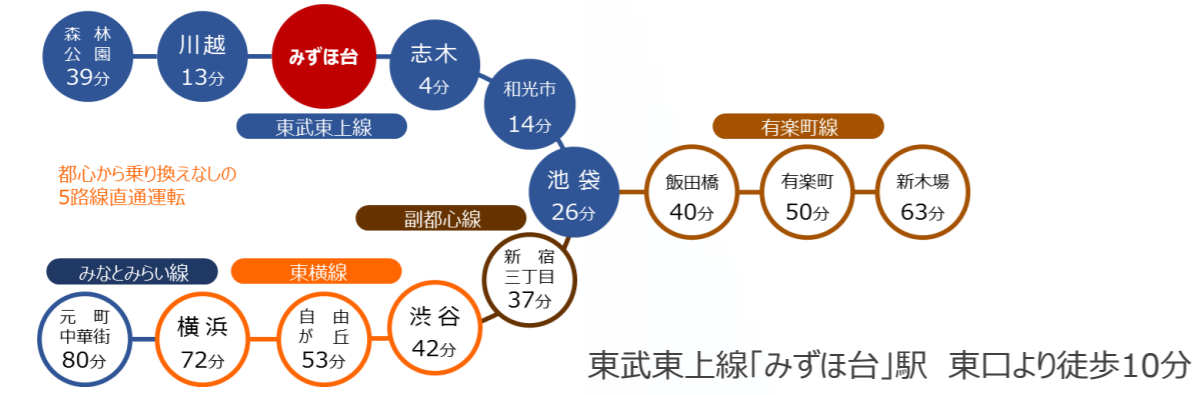 森 林
公 園
39分
川越
13分
みずほ台
志木
4分
和光市
14分
東武東上線
池 袋
26分
有楽町線
飯田橋
40分
有楽町
50分
新木場
63分
都心から乗り換えなしの
5路線直通運転
副都心線
新 宿
三丁目
37分
みなとみらい線
東横線
元 町
中華街
80分
横浜
72分
自 由
が 丘
53分
渋谷
42分
東武東上線「みずほ台」駅 東口より徒歩10分